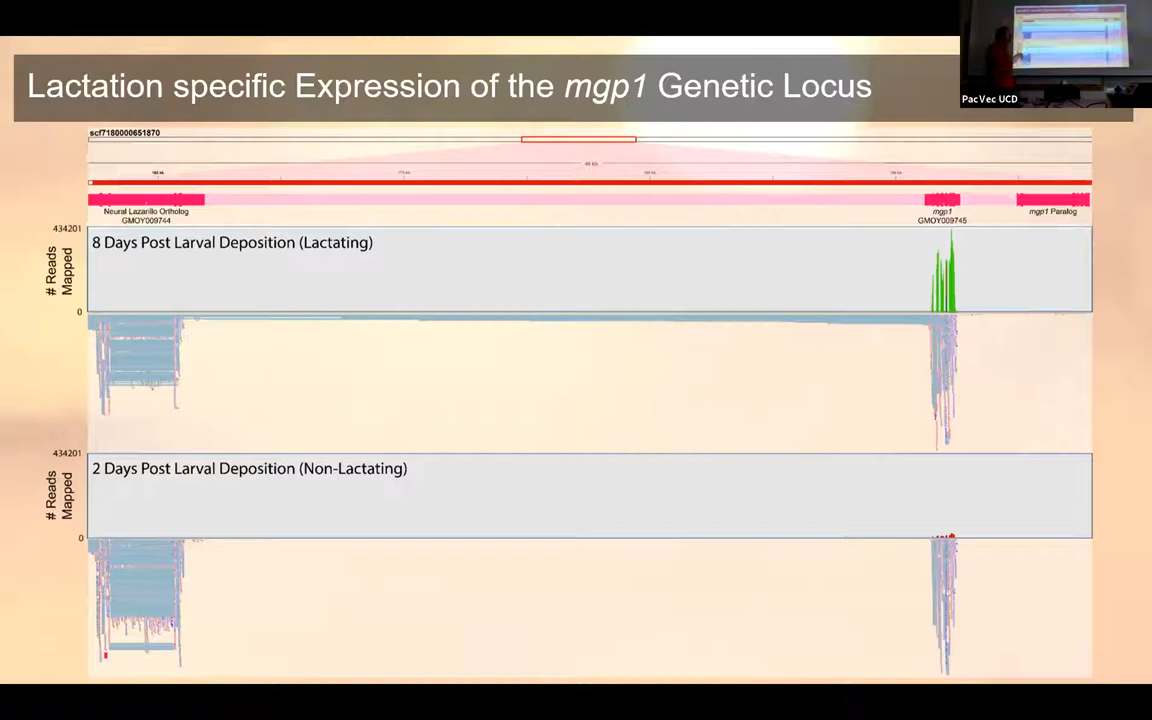 Lactation specific Expression of the mgp1 Genetic Locus
PacVec UCD
scf7180000651870
Neural Lazarillo Ortholog
GMOY009744
mgp1
GMOY009745
mgp1 Paralog
434201
# Reads
Mapped
0
8 Days Post Larval Deposition (Lactating)
434201
# Reads
Mapped
0
2 Days Post Larval Deposition (Non-Lactating)